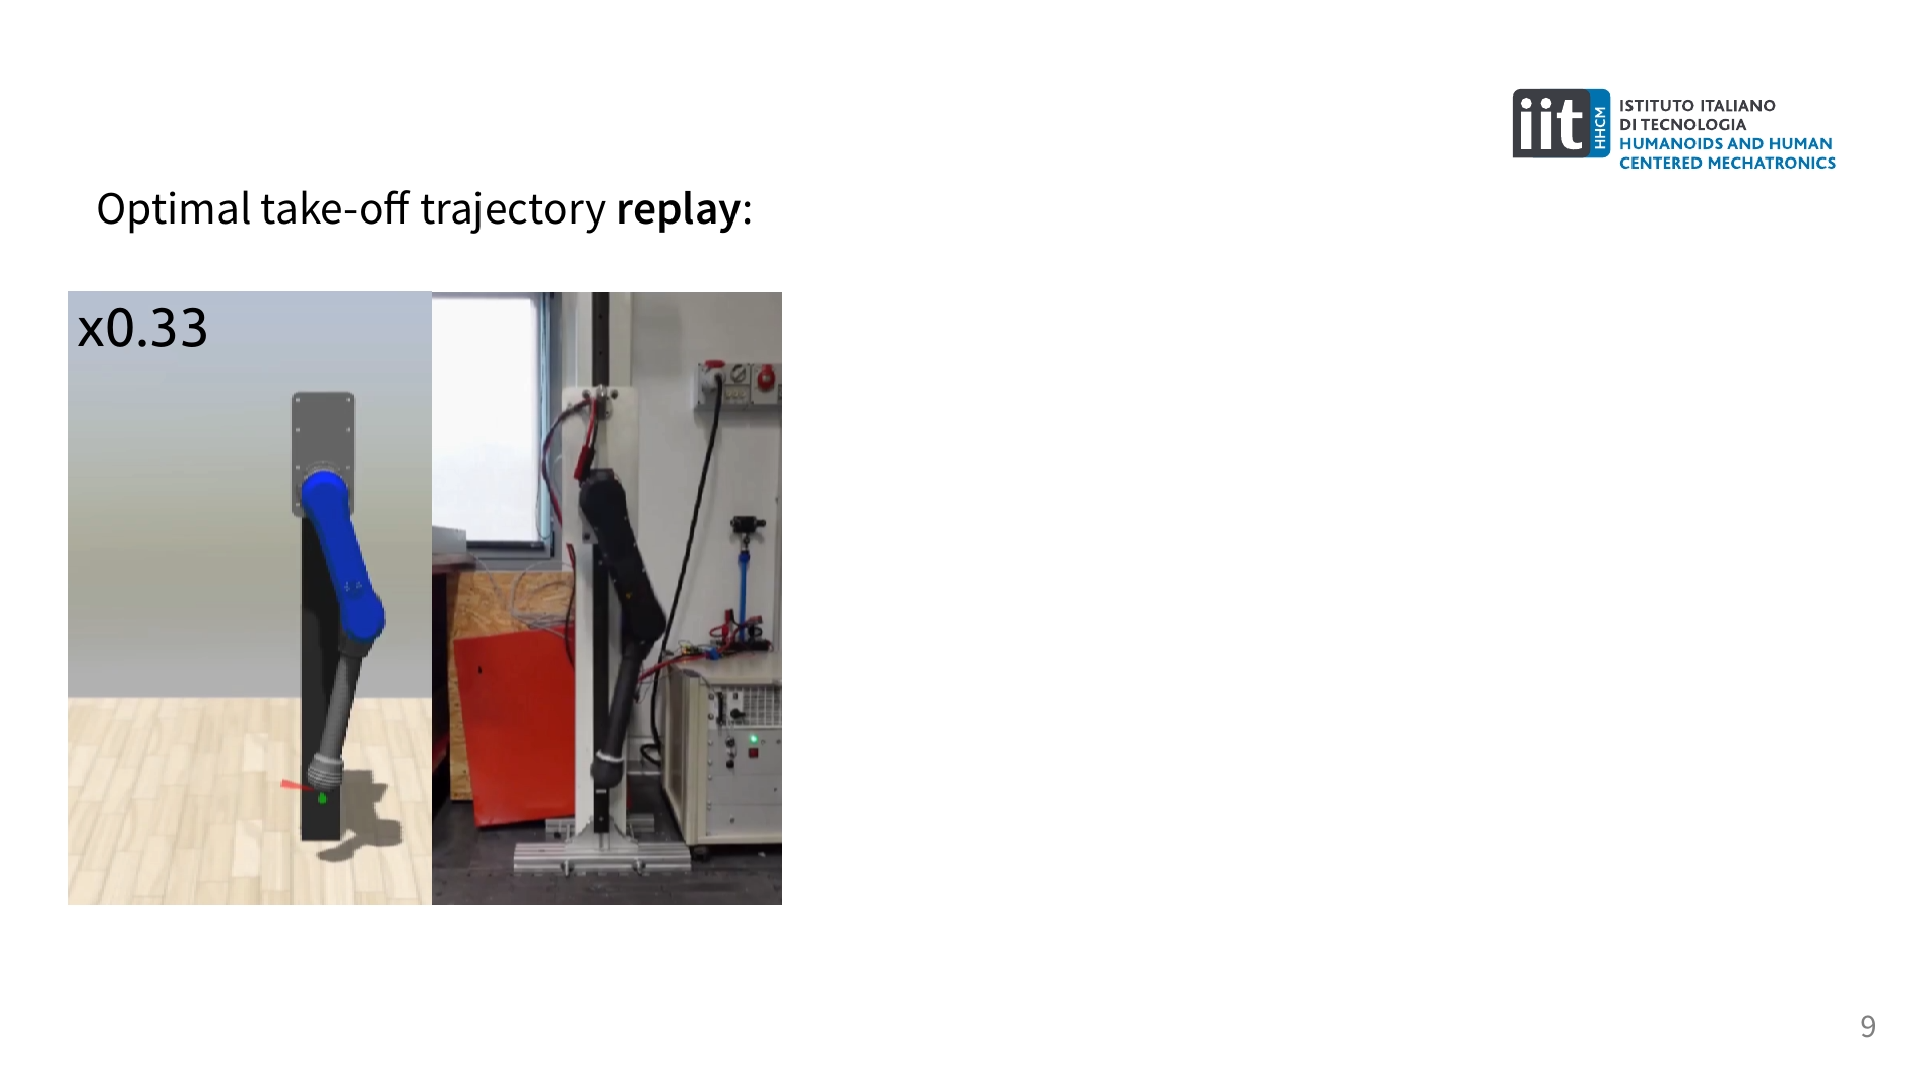 iit
HHCM
ISTITUTO ITALIANO
DI TECNOLOGIA
HUMANOIDS AND HUMAN
CENTERED MECHATRONICS
Optimal take-off trajectory replay:
x0.33
9